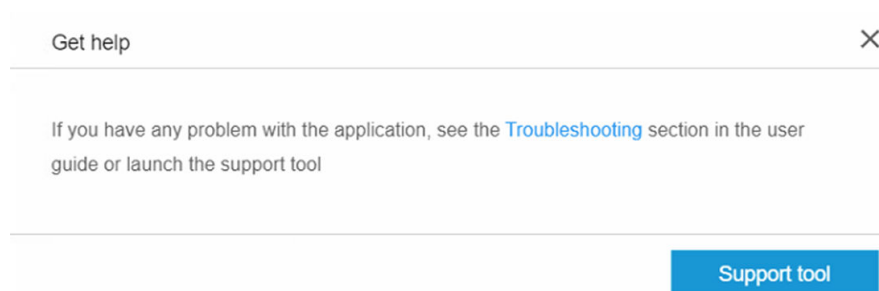 Get help
If you have any problem with the application, see the Troubleshooting section in the user
guide or launch the support tool
Support tool